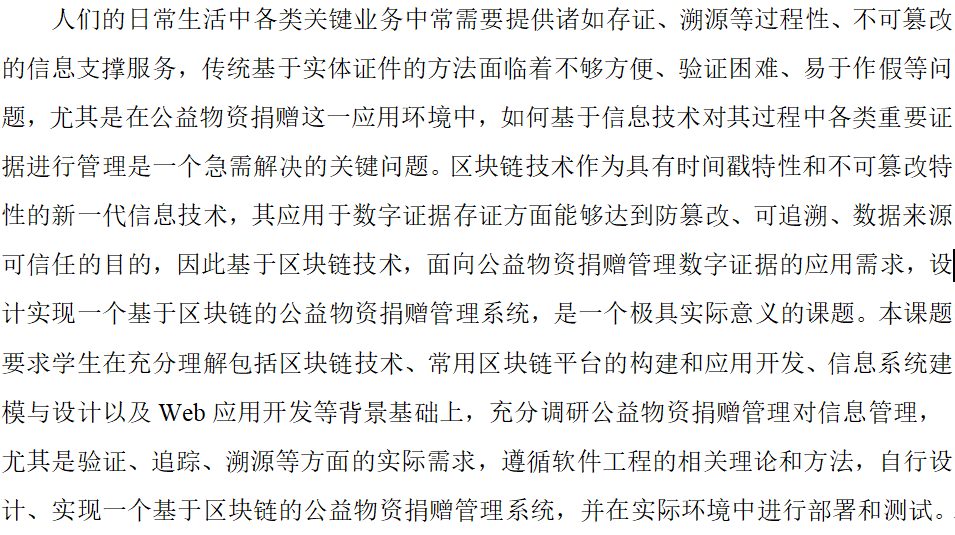 人们的日常生活中各类关键业务中常需要提供诸如存证、溯源等过程性、不可篡改
的信息支撑服务，传统基于实体证件的方法面临着不够方便、验证困难、易于作假等问
题，尤其是在公益物资捐赠这一应用环境中，如何基于信息技术对其过程中各类重要证
据进行管理是一个急需解决的关键问题。区块链技术作为具有时间戳特性和不可篡改特
性的新一代信息技术，其应用于数字证据存证方面能够达到防篡改、可追溯、数据来源
可信任的目的，因此基于区块链技术，面向公益物资捐赠管理数字证据的应用需求，设
计实现一个基于区块链的公益物资捐赠管理系统，是一个极具实际意义的课题。本课题
要求学生在充分理解包括区块链技术、常用区块链平台的构建和应用开发、信息系统建
模与设计以及 Web 应用开发等背景基础上，充分调研公益物资捐赠管理对信息管理，
尤其是验证、追踪、溯源等方面的实际需求，遵循软件工程的相关理论和方法，自行设
计、实现一个基于区块链的公益物资捐赠管理系统，并在实际环境中进行部署和测试。